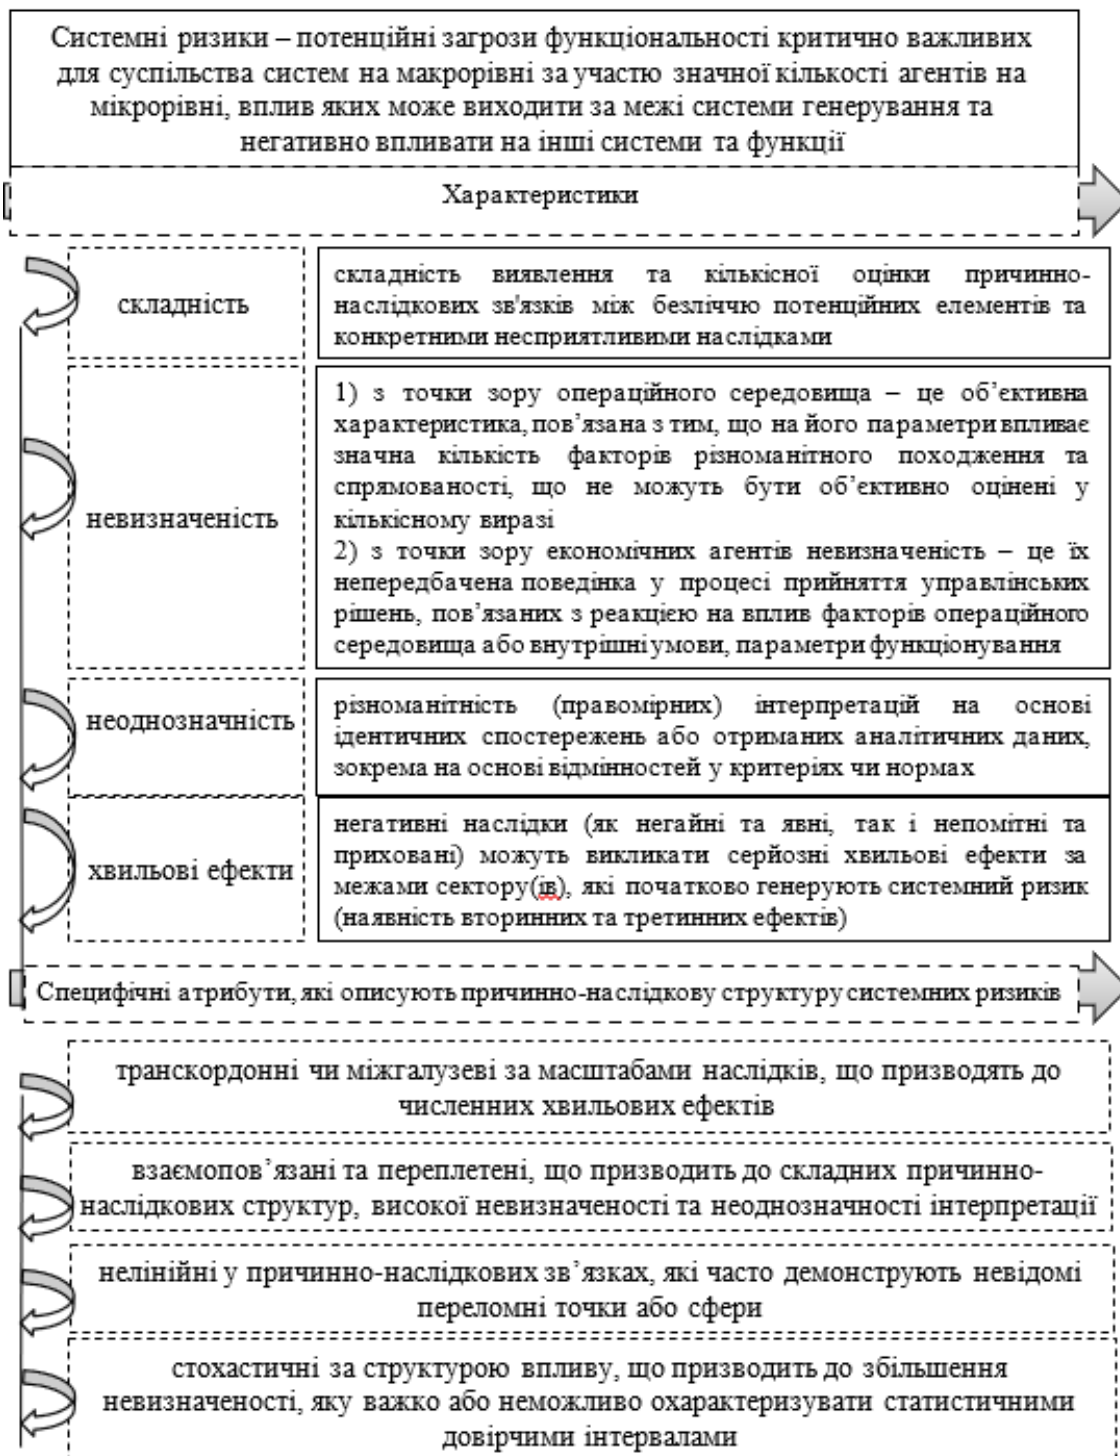 Системні ризики – потенційні загрози функціональності критично важливих
для суспільства систем на макрорівні за участю значної кількості агентів на
мікрорівні, вплив яких може виходити за межі системи генерування та
негативно впливати на інші системи та функції
Характеристики
складність
складність виявлення та кількісної оцінки причинно-
наслідкових зв'язків між безліччю потенційних елементів та
конкретними несприятливими наслідками
невизначеність
1) з точки зору операційного середовища – це об’єктивна
характеристика, пов’язана з тим, що на його параметри впливає
значна кількість факторів різноманітного походження та
спрямованості, що не можуть бути об’єктивно оцінені у
кількісному виразі
2) з точки зору економічних агентів невизначеність – це їх
непередбачена поведінка у процесі прийняття управлінських
рішень, пов’язаних з реакцією на вплив факторів операційного
середовища або внутрішні умови, параметри функціонування
неоднозначність
різноманітність (правомірних) інтерпретацій на основі
ідентичних спостережень або отриманих аналітичних даних,
зокрема на основі відмінностей у критеріях чи нормах
хвильові ефекти
негативні наслідки (як негайні та явні, так і непомітні та
приховані) можуть викликати серйозні хвильові ефекти за
межами сектору(ів), які початково генерують системний ризик
(наявність вторинних та третинних ефектів)
Специфічні атрибути, які описують причинно-наслідкову структуру системних ризиків
транскордонні чи міжгалузеві за масштабами наслідків, що призводять до
численних хвильових ефектів
взаємопов’язані та переплетені, що призводить до складних причинно-
наслідкових структур, високої невизначеності та неоднозначності інтерпретації
нелінійні у причинно-наслідкових зв’язках, які часто демонструють невідомі
переломні точки або сфери
стохастичні за структурою впливу, що призводить до збільшення
невизначеності, яку важко або неможливо охарактеризувати статистичними
довірчими інтервалами